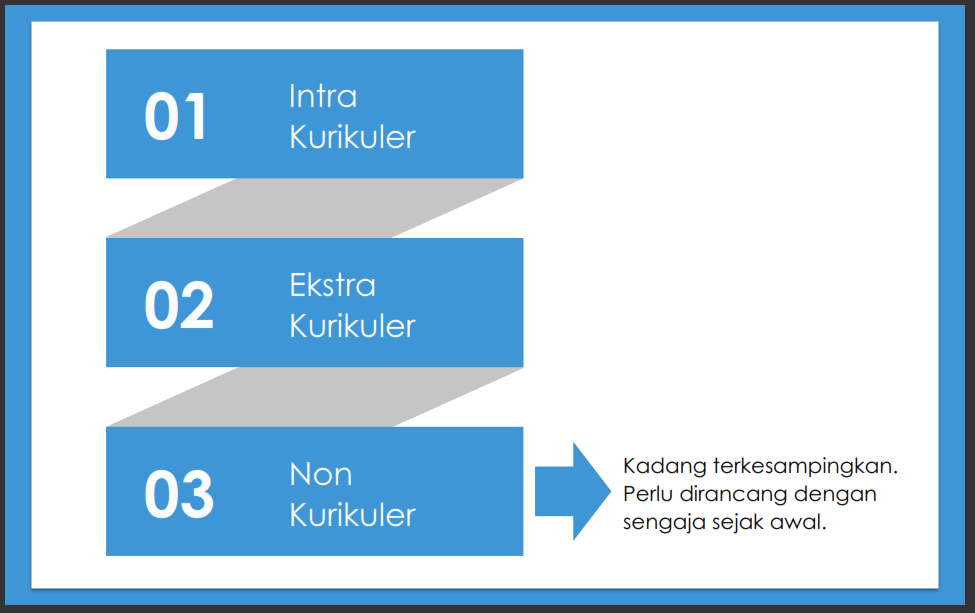 01
Intra
Kurikuler
02
Ekstra
Kurikuler
03
Non
Kurikuler
Kadang terkesampingkan.
Perlu dirancang dengan
sengaja sejak awal.